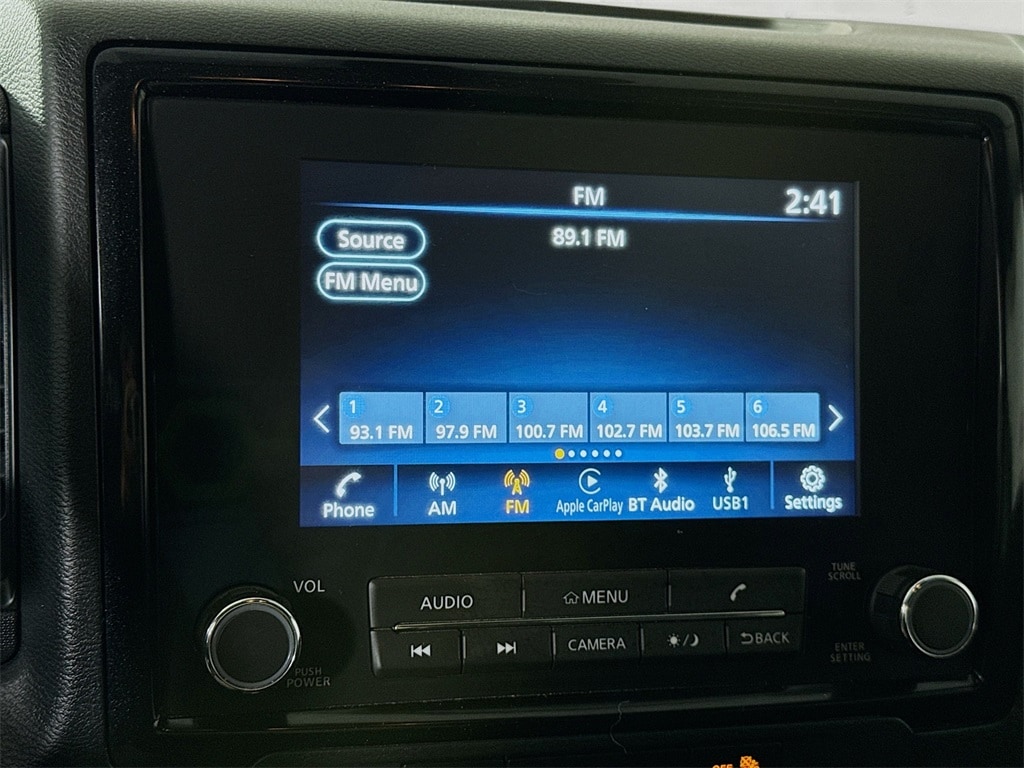 FM
2:41
Source
89.1 FM
FM Menu
1 2 3 4 5 6
93.1 FM 97.9 FM 100.7 FM 102.7 FM 103.7 FM 106.5 FM
Phone AM FM Apple CarPlay BT Audio USB1 Settings
VOL
AUDIO MENU
TUNE
SCROLL
CAMERA BACK
PUSH
POWER
ENTER
SETTING
OFF